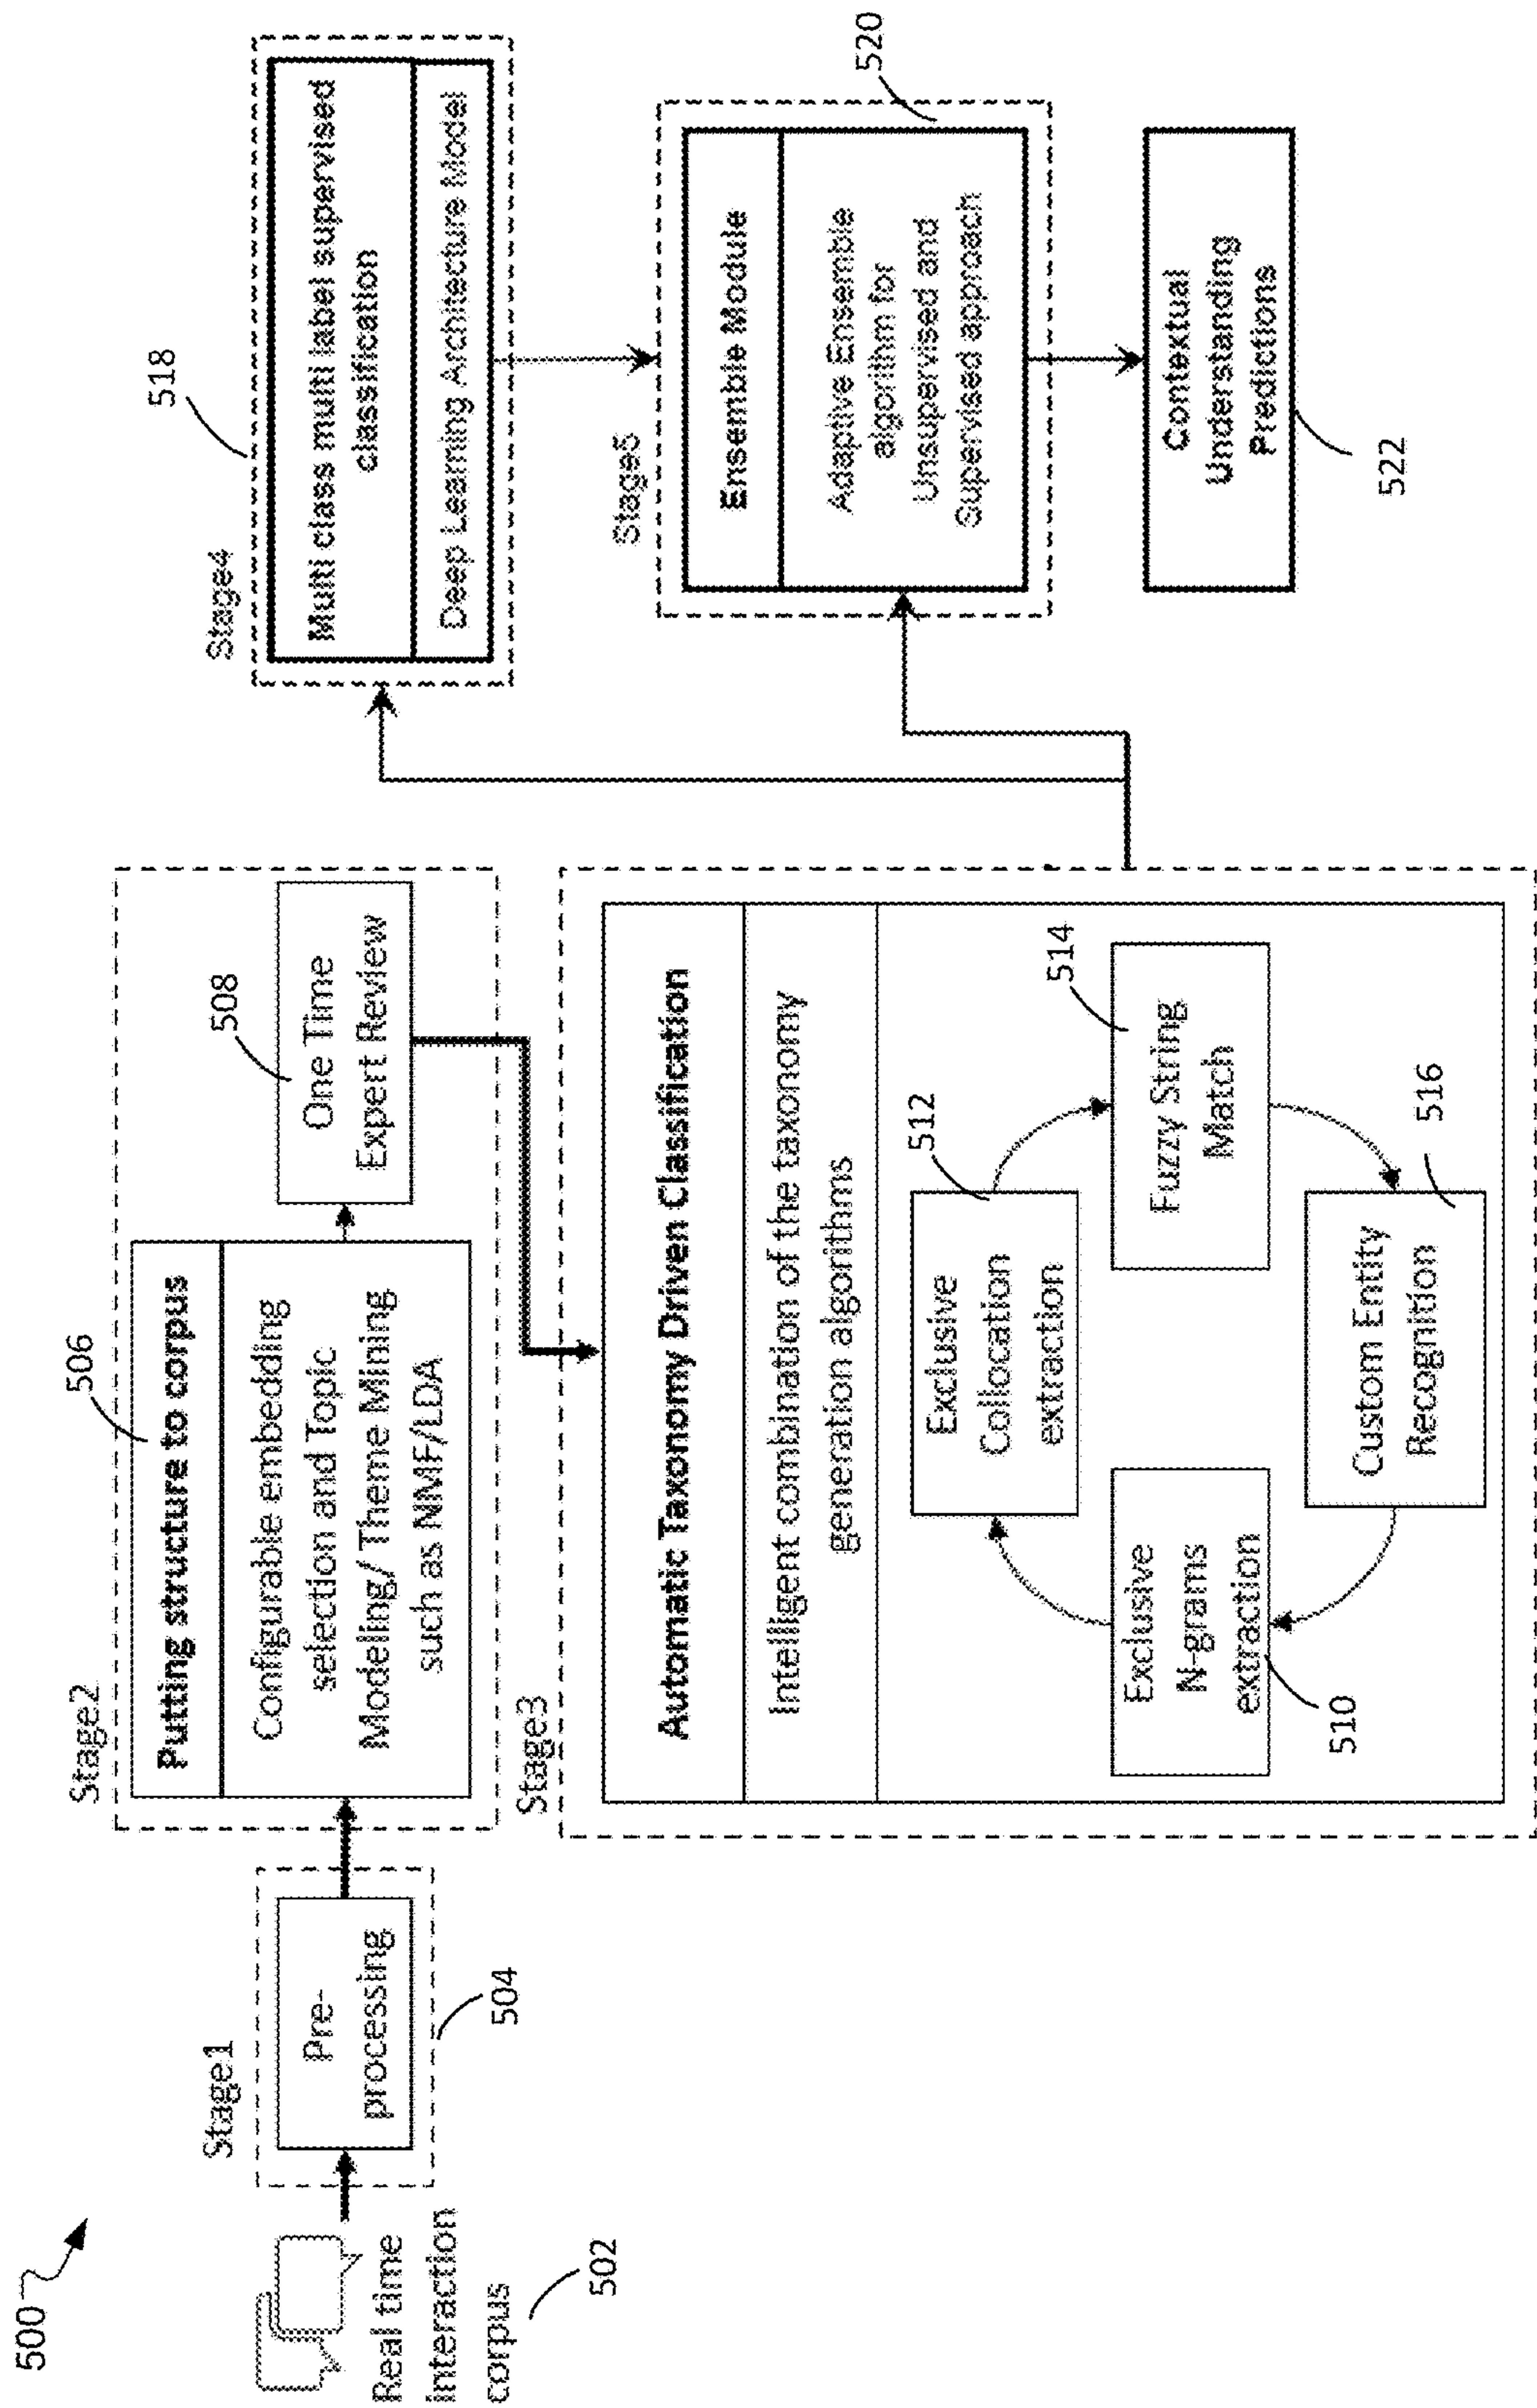 500
Real time
interaction
corpus
502
Stage1
Pre-
processing
504
Stage2
506
Putting structure to corpus
Configurable embedding
selection and Topic
Modeling/Theme Mining
such as NMF/LDA
508
One Time
Expert Review
Stage3
Automatic Taxonomy Driven Classification
Intelligent combination of the taxonomy
generation algorithms
Exclusive
N-grams
extraction
510
512
Exclusive
Collocation
extraction
514
Fuzzy String
Match
516
Custom Entity
Recognition
Stage4
518
Multi class multi label supervised
classification
Deep Learning Architecture Model
Stage5
520
Ensemble Module
Adaptive Ensemble
algorithm for
Unsupervised and
Supervised approach
Contextual
Understanding
Predictions
522